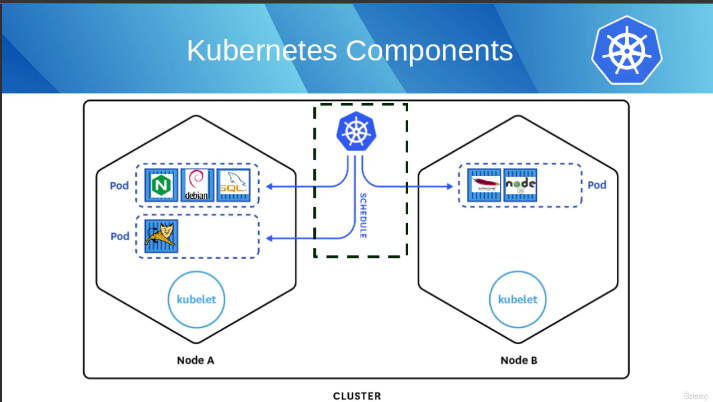 Kubernetes Components
Pod
debian
SQL
node
Pod
Pod
SCHEDULE
kubelet
kubelet
Node A
Node B
CLUSTER